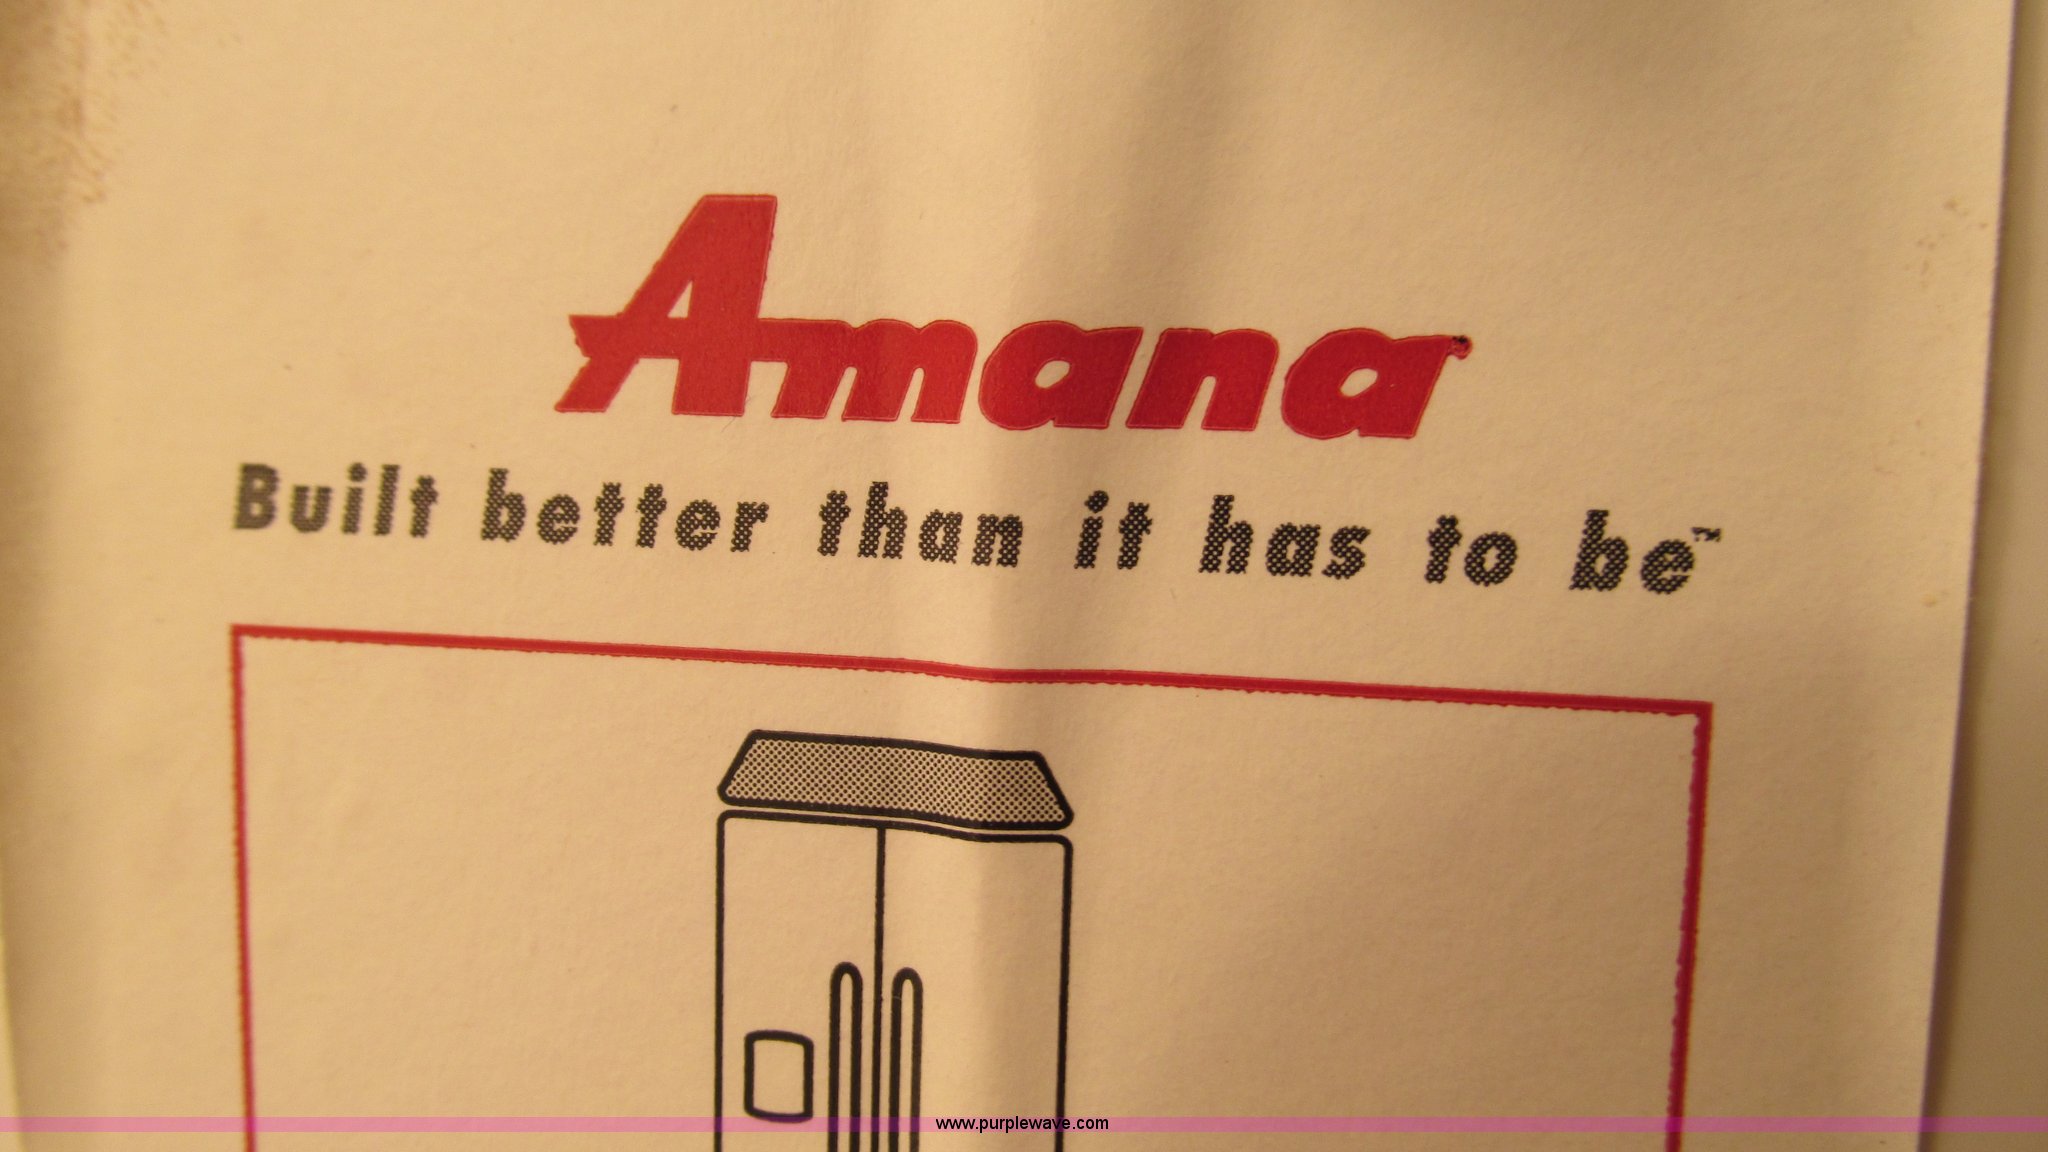 Amana
Built better than it has to be™
www.purplewave.com